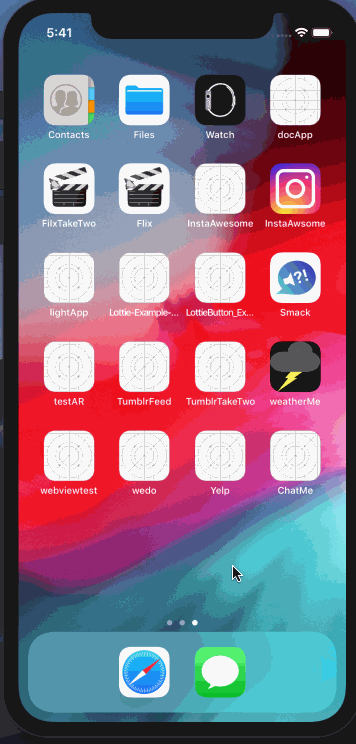 5:41
Contacts Files Watch docApp
FilxTakeTwo Flix InstaAwesome InstaAwsome
lightApp Lottie-Example-... LottieButton_Ex... Smack
testAR TumblrFeed TumblrTakeTwo weatherMe
webviewtest wedo Yelp ChatMe